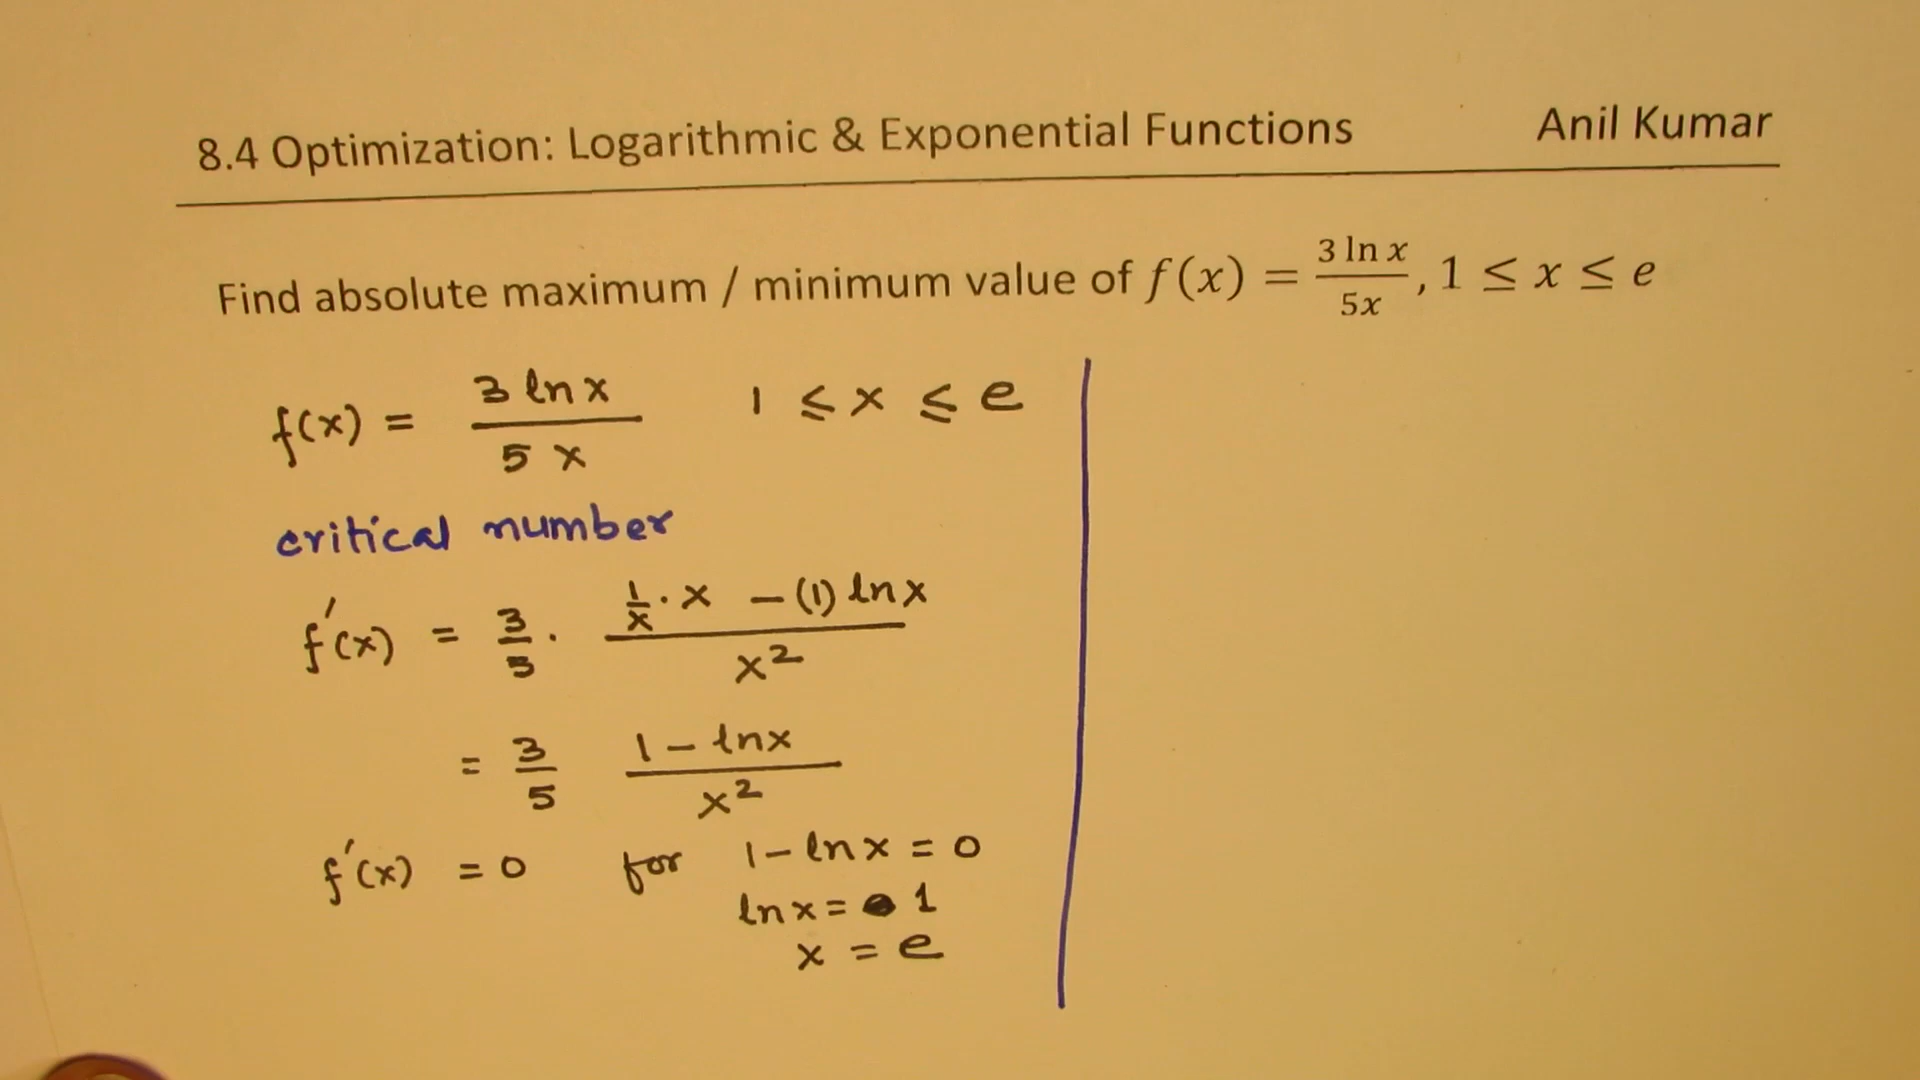 8.4 Optimization: Logarithmic & Exponential Functions Anil Kumar
Find absolute maximum / minimum value of f(x) = 3 ln x / 5x , 1 ≤ x ≤ e
f(x) = 3 ln x / 5 x 1 ≤ x ≤ e
critical number
f'(x) = 3/5 · (1/x · x − (1) ln x) / x²
= 3/5 (1 − ln x) / x²
f'(x) = 0 for 1 − ln x = 0
ln x = 1
x = e